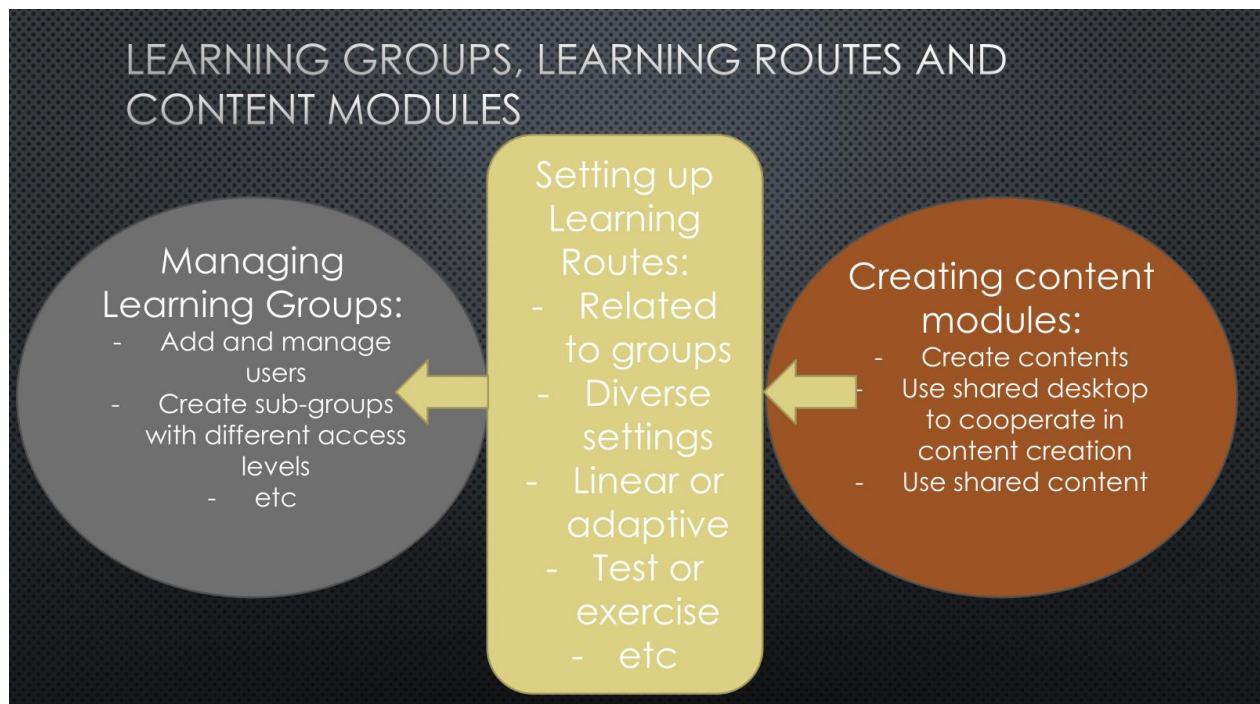 LEARNING GROUPS, LEARNING ROUTES AND
CONTENT MODULES
Managing
Learning Groups:
- Add and manage
users
- Create sub-groups
with different access
levels
- etc
Setting up
Learning
Routes:
- Related
to groups
- Diverse
settings
- Linear or
adaptive
- Test or
exercise
- etc
Creating content
modules:
- Create contents
- Use shared desktop
to cooperate in
content creation
- Use shared content